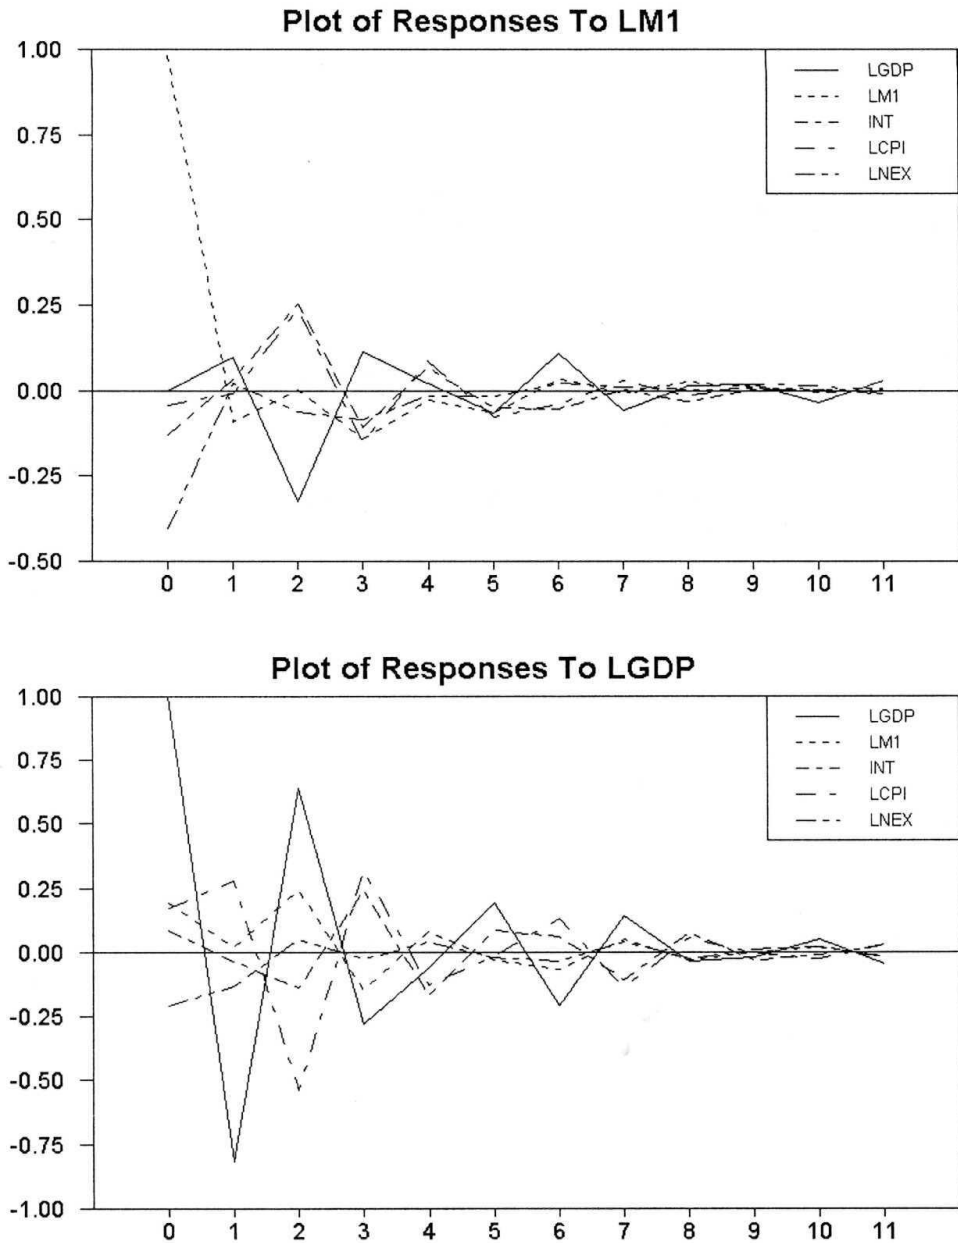 Plot of Responses To LM1
1.00
0.75
0.50
0.25
0.00
-0.25
-0.50
LGDP
LM1
INT
LCPI
LNEX
0 1 2 3 4 5 6 7 8 9 10 11
Plot of Responses To LGDP
1.00
0.75
0.50
0.25
0.00
-0.25
-0.50
-0.75
-1.00
LGDP
LM1
INT
LCPI
LNEX
0 1 2 3 4 5 6 7 8 9 10 11